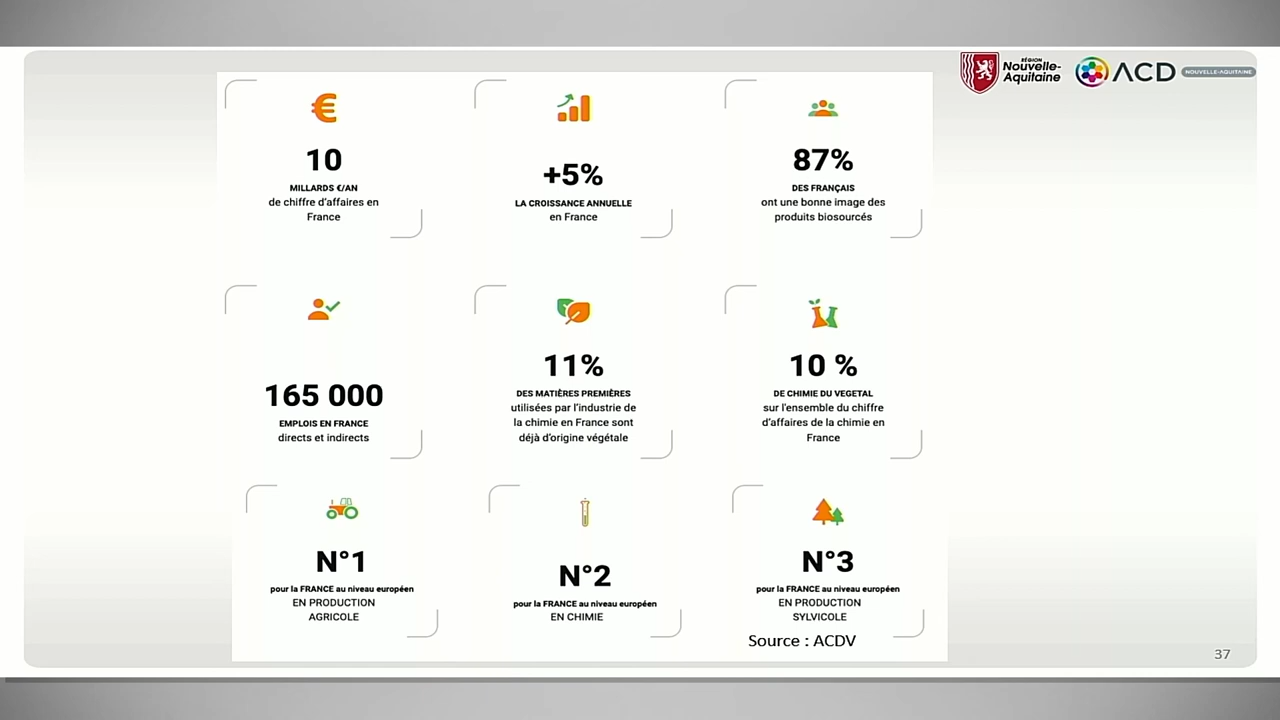 RÉGION
Nouvelle-
Aquitaine
ACD
NOUVELLE-AQUITAINE
€
10
MILLARDS €/AN
de chiffre d’affaires en
France
+5%
LA CROISSANCE ANNUELLE
en France
87%
DES FRANÇAIS
ont une bonne image des
produits biosourcés
165 000
EMPLOIS EN FRANCE
directs et indirects
11%
DES MATIÈRES PREMIÈRES
utilisées par l’industrie de
la chimie en France sont
déjà d’origine végétale
10 %
DE CHIMIE DU VEGETAL
sur l’ensemble du chiffre
d’affaires de la chimie en
France
N°1
pour la FRANCE au niveau européen
EN PRODUCTION
AGRICOLE
N°2
pour la FRANCE au niveau européen
EN CHIMIE
N°3
pour la FRANCE au niveau européen
EN PRODUCTION
SYLVICOLE
Source : ACDV
37